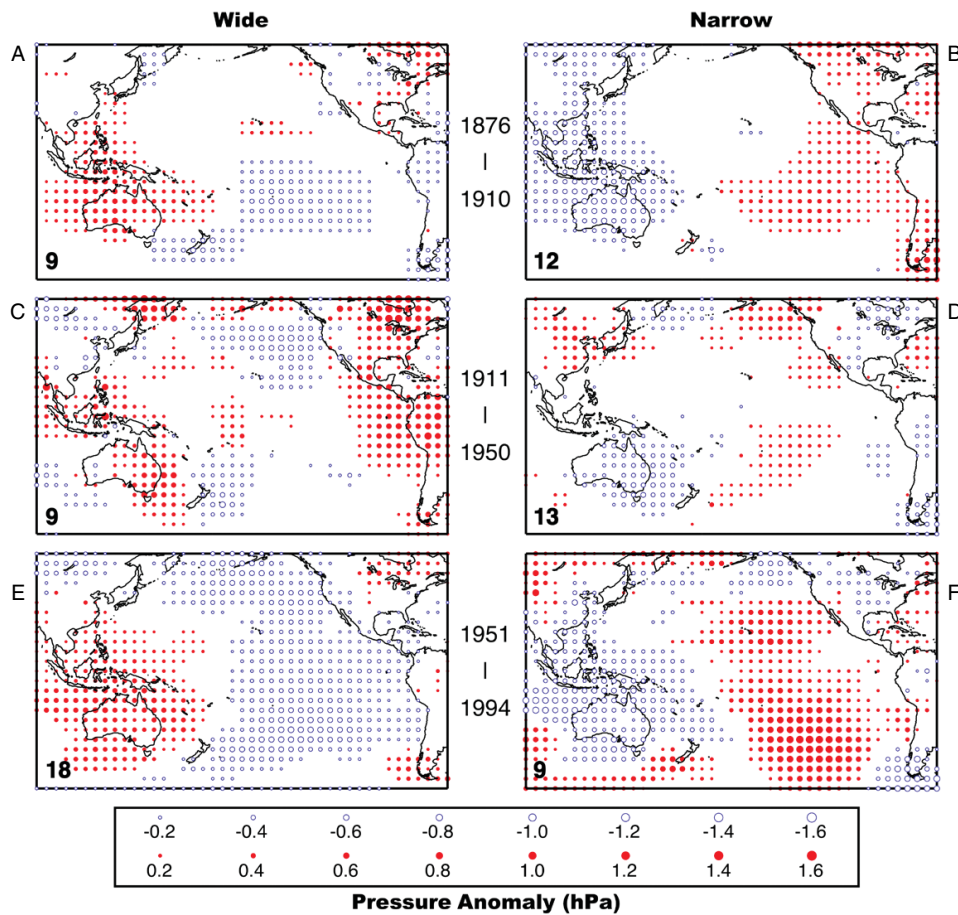 Wide Narrow
A B
1876
|
1910
9 12
C D
1911
|
1950
9 13
E F
1951
|
1994
18 9
-0.2 -0.4 -0.6 -0.8 -1.0 -1.2 -1.4 -1.6
0.2 0.4 0.6 0.8 1.0 1.2 1.4 1.6
Pressure Anomaly (hPa)